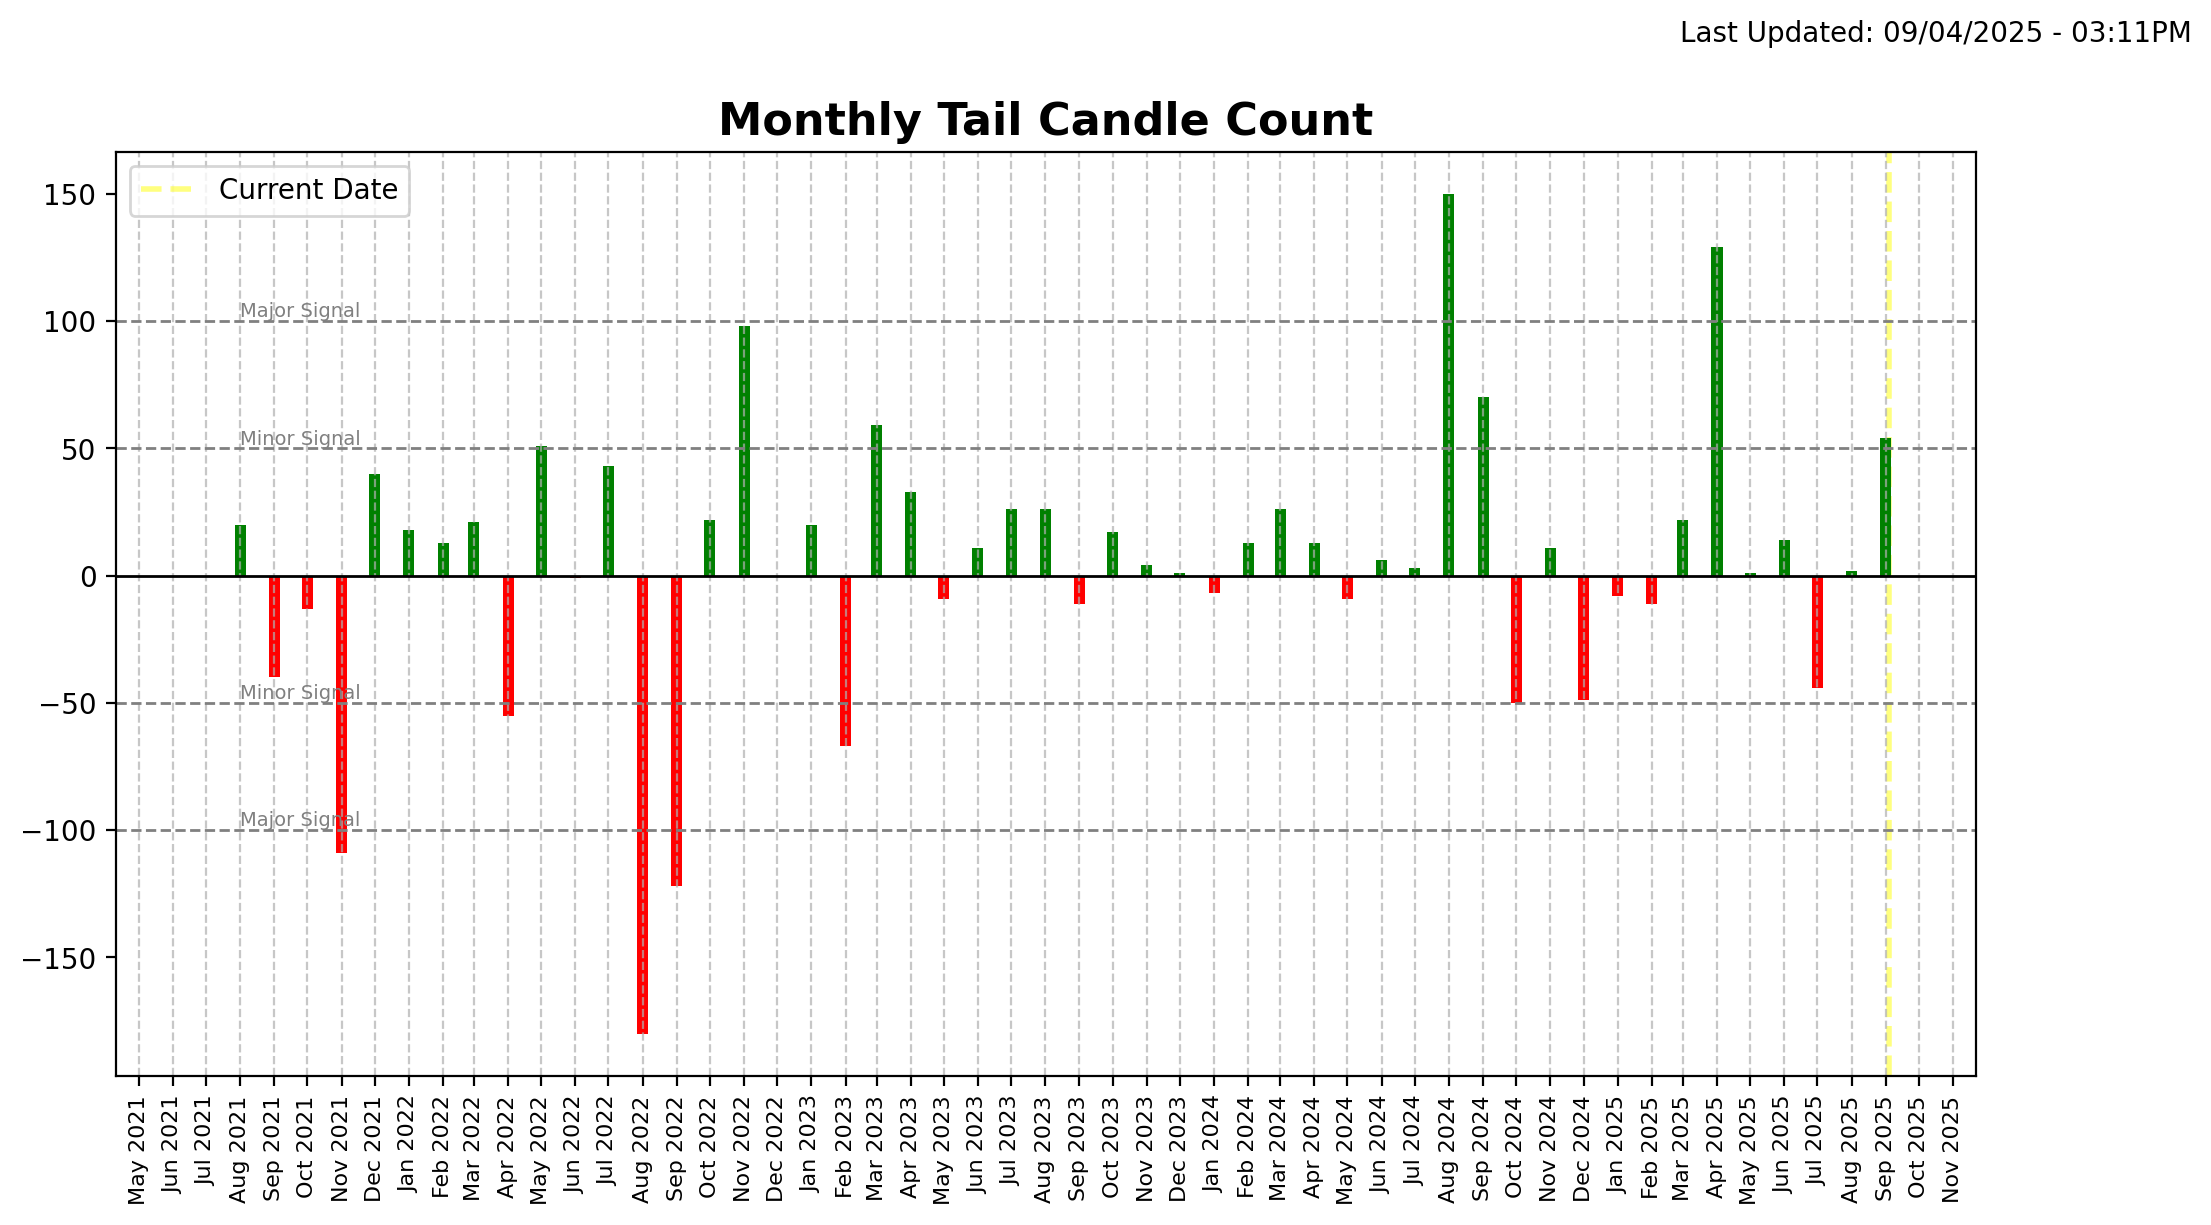 Last Updated: 09/04/2025 - 03:11PM
Monthly Tail Candle Count
Current Date
150
100
50
0
−50
−100
−150
Major Signal
Minor Signal
Minor Signal
Major Signal
May 2021
Jun 2021
Jul 2021
Aug 2021
Sep 2021
Oct 2021
Nov 2021
Dec 2021
Jan 2022
Feb 2022
Mar 2022
Apr 2022
May 2022
Jun 2022
Jul 2022
Aug 2022
Sep 2022
Oct 2022
Nov 2022
Dec 2022
Jan 2023
Feb 2023
Mar 2023
Apr 2023
May 2023
Jun 2023
Jul 2023
Aug 2023
Sep 2023
Oct 2023
Nov 2023
Dec 2023
Jan 2024
Feb 2024
Mar 2024
Apr 2024
May 2024
Jun 2024
Jul 2024
Aug 2024
Sep 2024
Oct 2024
Nov 2024
Dec 2024
Jan 2025
Feb 2025
Mar 2025
Apr 2025
May 2025
Jun 2025
Jul 2025
Aug 2025
Sep 2025
Oct 2025
Nov 2025